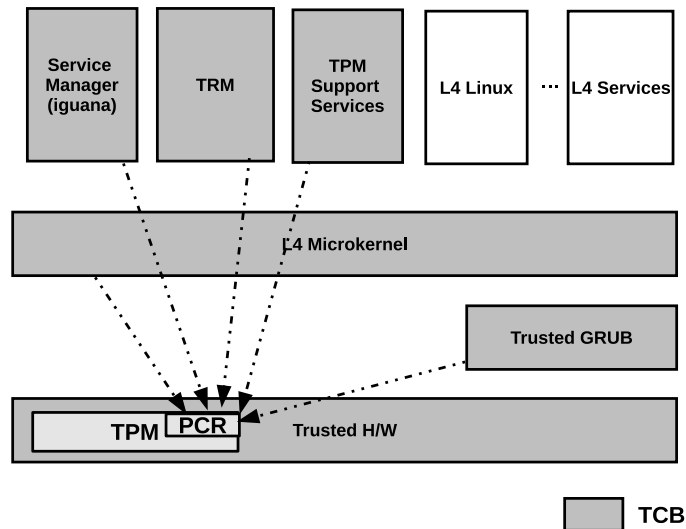 Service
Manager
(iguana)
TRM
TPM
Support
Services
L4 Linux
...
L4 Services
L4 Microkernel
Trusted GRUB
TPM
PCR
Trusted H/W
TCB